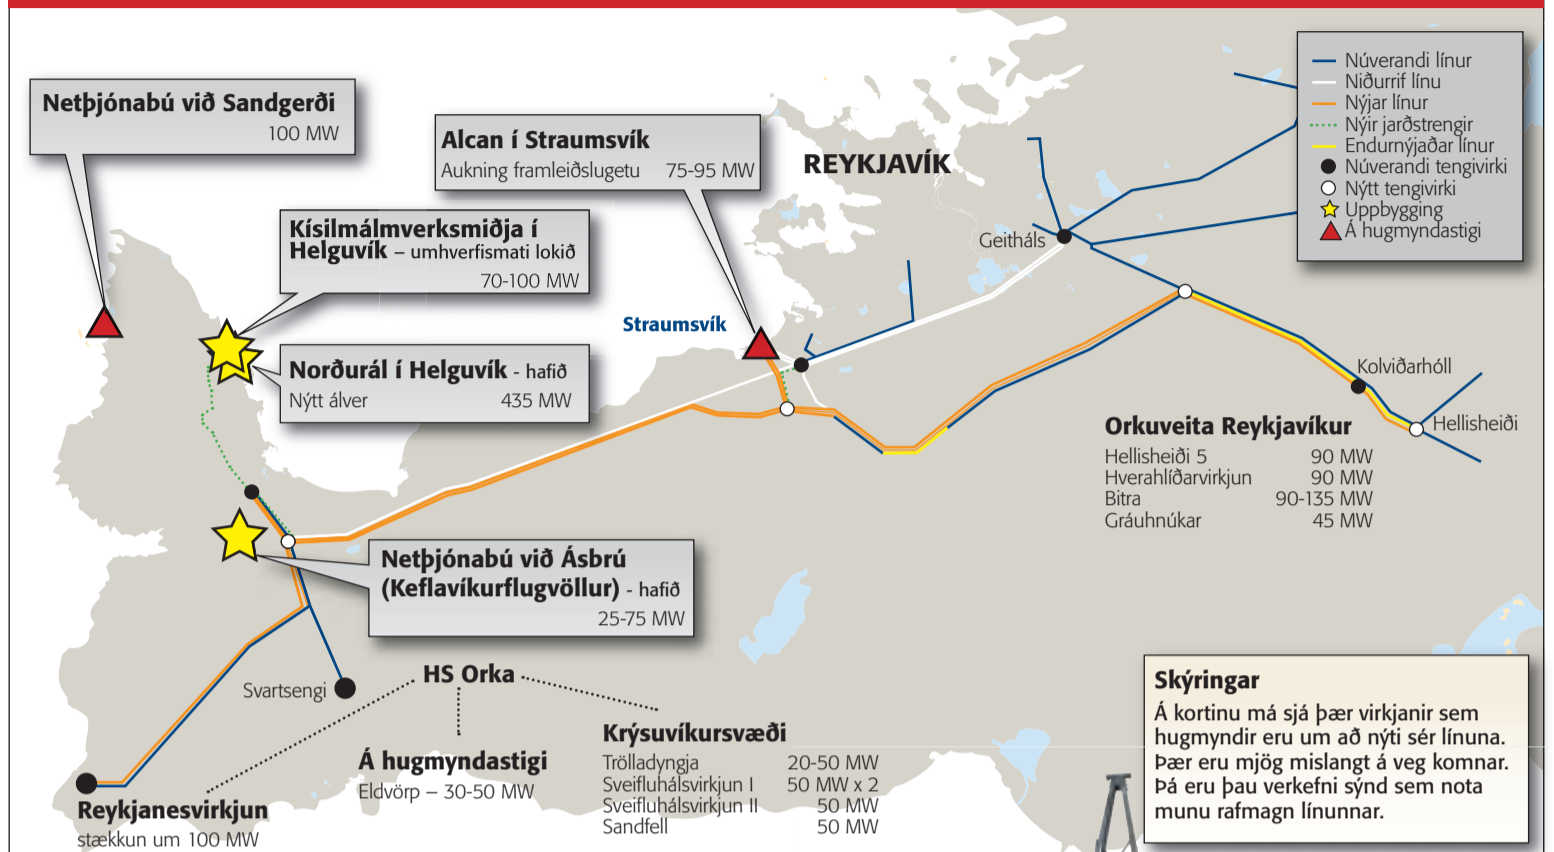 Netþjónabú við Sandgerði
100 MW
Alcan í Straumsvík
Aukning framleiðslugetu 75-95 MW
REYKJAVÍK
Núverandi línur
Niðurrif línu
Nýjar línur
Nýir jarðstrengir
Endurnýjaðar línur
Núverandi tengivirki
Nýtt tengivirki
Uppbygging
Á hugmyndastigi
Kísilmálmverksmiðja í
Helguvík – umhverfismati lokið
70-100 MW
Geitháls
Straumsvík
Norðurál í Helguvík - hafið
Nýtt álver 435 MW
Kolviðarhóll
Hellisheiði
Orkuveita Reykjavíkur
Hellisheiði 5 90 MW
Hverahlíðarvirkjun 90 MW
Bitra 90-135 MW
Gráuhnúkar 45 MW
Netþjónabú við Ásbrú
(Keflavíkurflugvöllur) - hafið
25-75 MW
Svartsengi
HS Orka
Reykjanesvirkjun
stækkun um 100 MW
Á hugmyndastigi
Eldvörp – 30-50 MW
Krýsuvíkursvæði
Trölladyngja 20-50 MW
Sveifluhálsvirkjun I 50 MW x 2
Sveifluhálsvirkjun II 50 MW
Sandfell 50 MW
Skýringar
Á kortinu má sjá þær virkjanir sem
hugmyndir eru um að nýti sér línuna.
Þær eru mjög mislangt á veg komnar.
Þá eru þau verkefni sýnd sem nota
munu rafmagn línunnar.